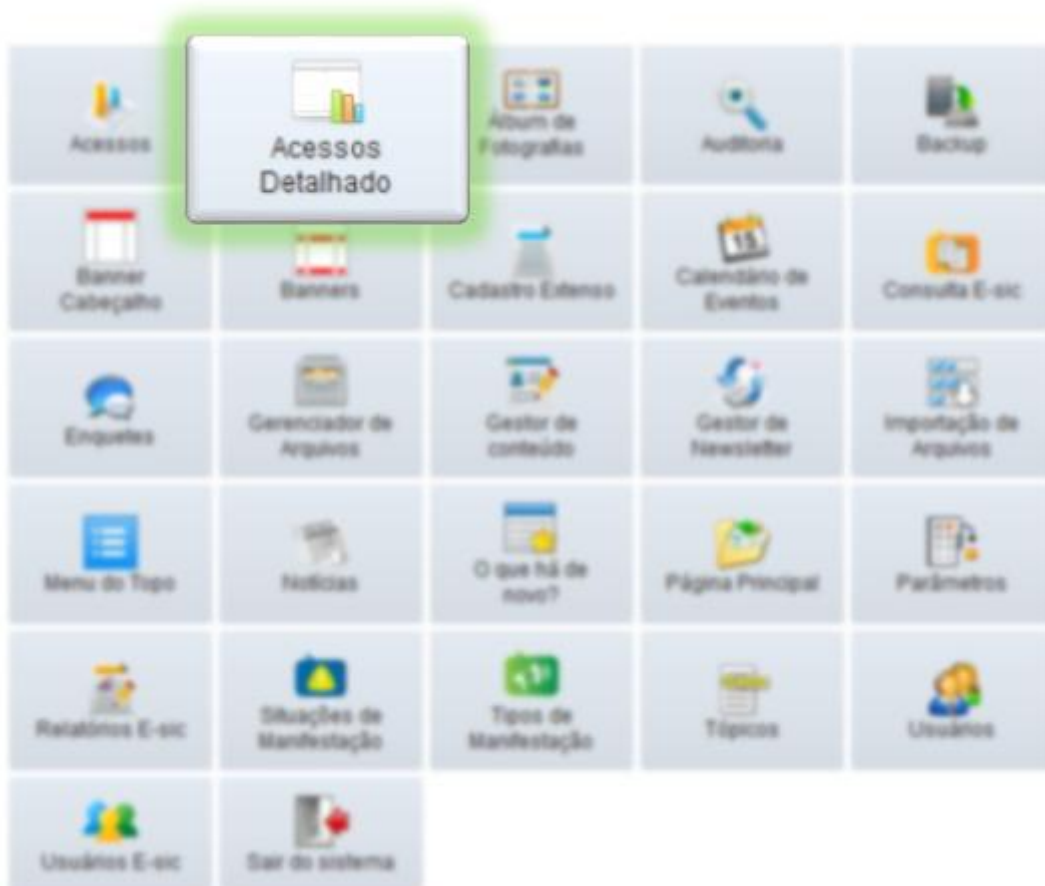 Acessos
Acessos
Detalhado
Álbum de
Fotografias
Auditoria
Backup
Banner
Cabeçalho
Banners
Cadastro Extenso
Calendário de
Eventos
15
Consulta E-sic
Enquetes
Gerenciador de
Arquivos
Gestor de
conteúdo
Gestor de
Newsletter
Importação de
Arquivos
Menu do Topo
Notícias
O que há de
novo?
Página Principal
Parâmetros
Relatórios E-sic
Situações de
Manifestação
Tipos de
Manifestação
Tópicos
Usuários
Usuários E-sic
Sair do sistema